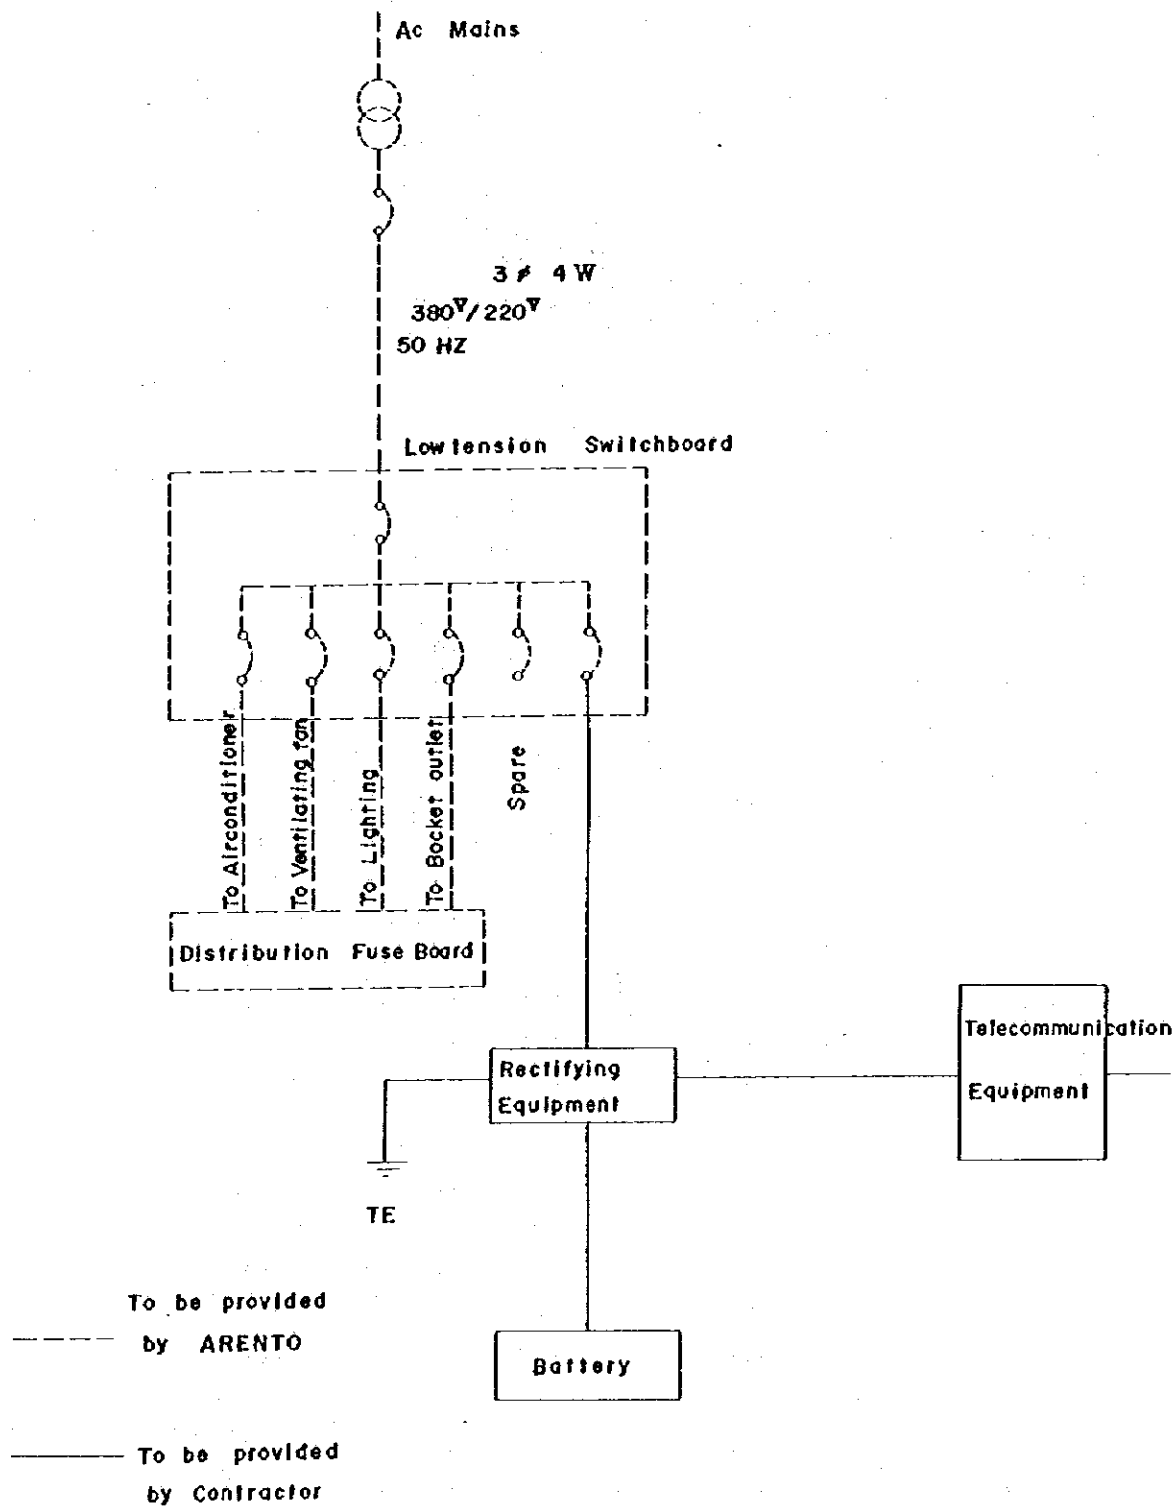 Ac Mains
3 ø 4 W
380V/220V
50 HZ
Lowtension Switchboard
To Airconditioner
To Ventilating fan
To Lighting
To Bocket outlet
Spare
Distribution Fuse Board
Rectifying
Equipment
Telecommunication
Equipment
TE
Battery
To be provided
by ARENTO
To be provided
by Contractor